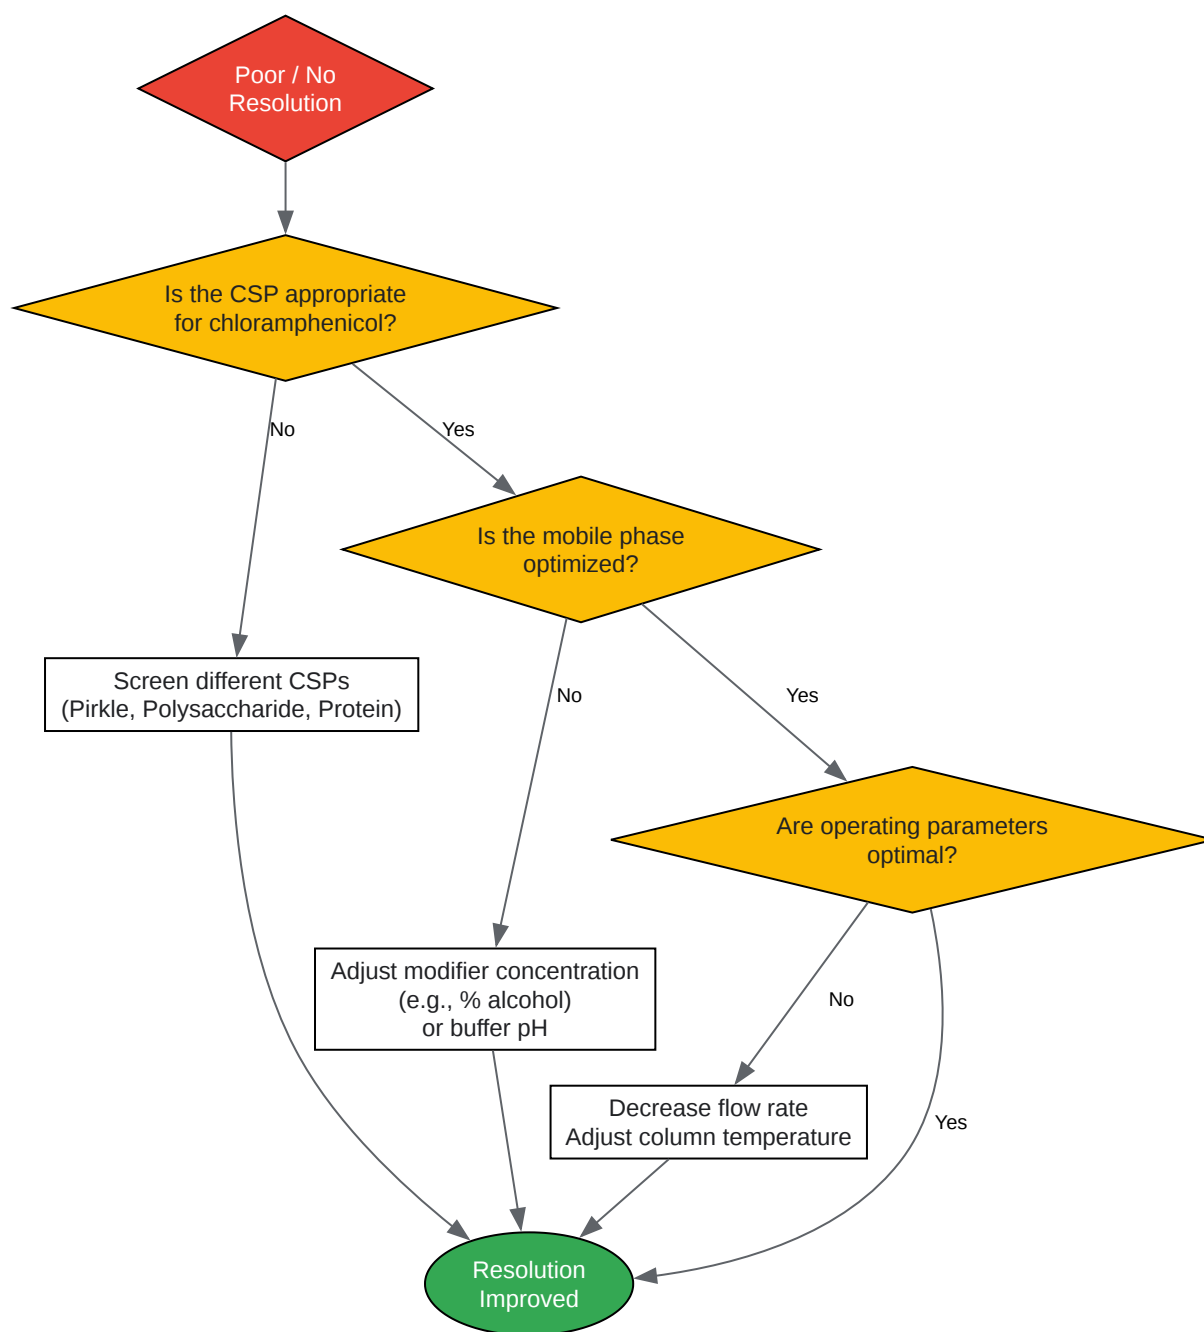 Poor / No
Resolution
Is the CSP appropriate
for chloramphenicol?
No
Yes
Is the mobile phase
optimized?
Screen different CSPs
(Pirkle, Polysaccharide, Protein)
No
Yes
Are operating parameters
optimal?
Adjust modifier concentration
(e.g., % alcohol)
or buffer pH
No
Decrease flow rate
Adjust column temperature
Yes
Resolution
Improved